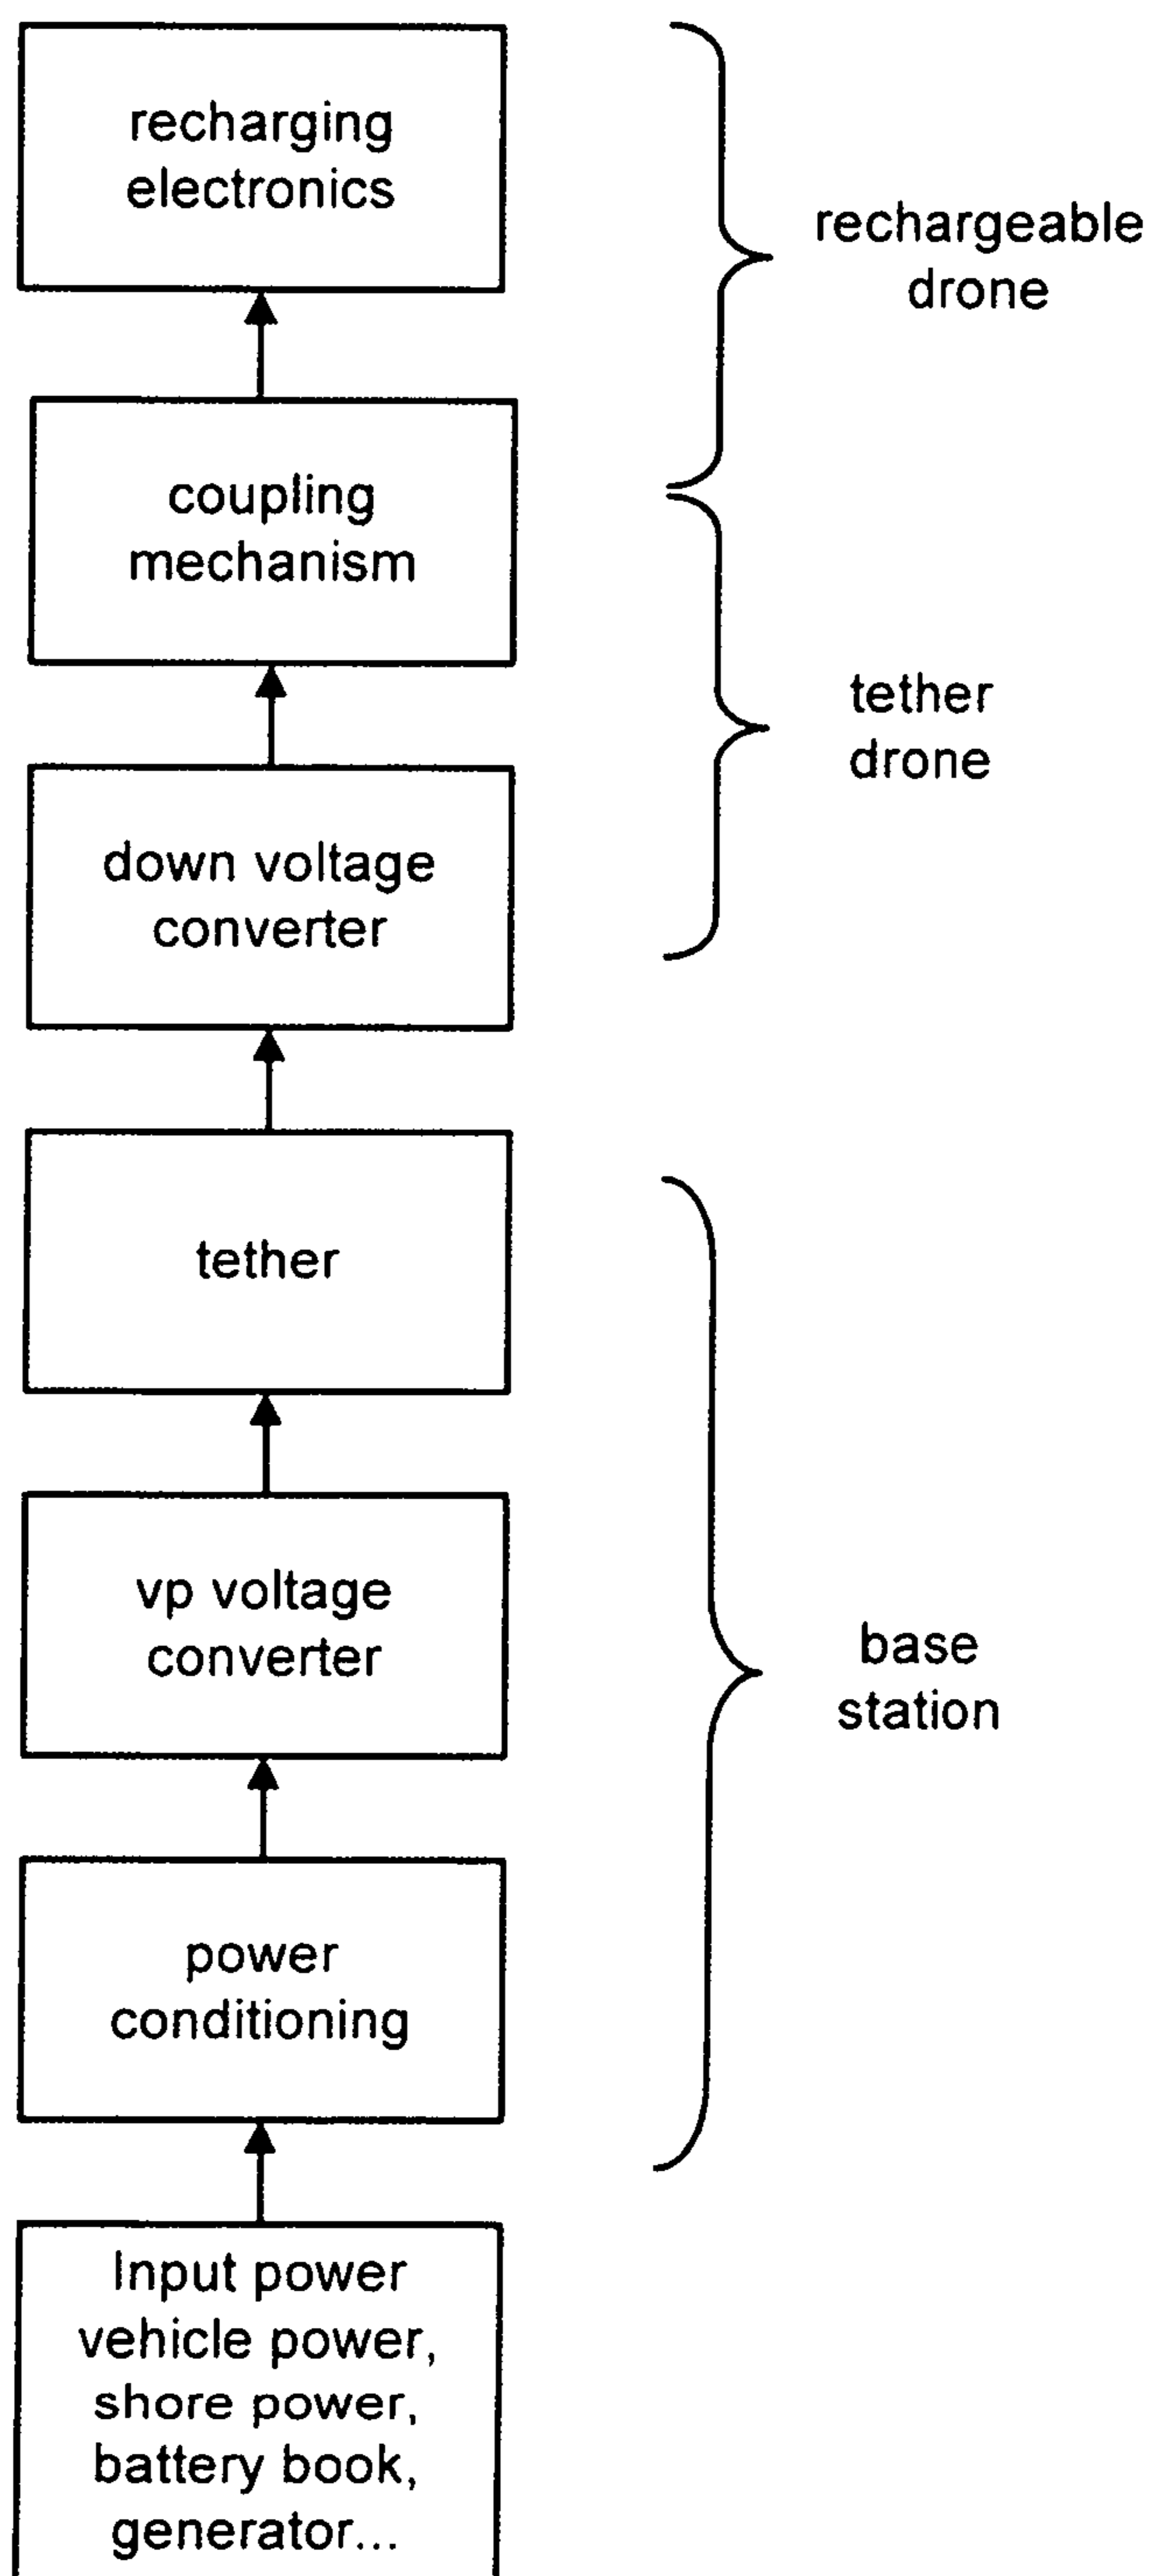 recharging
electronics
rechargeable
drone
coupling
mechanism
tether
drone
down voltage
converter
tether
vp voltage
converter
base
station
power
conditioning
Input power
vehicle power,
shore power,
battery book,
generator...